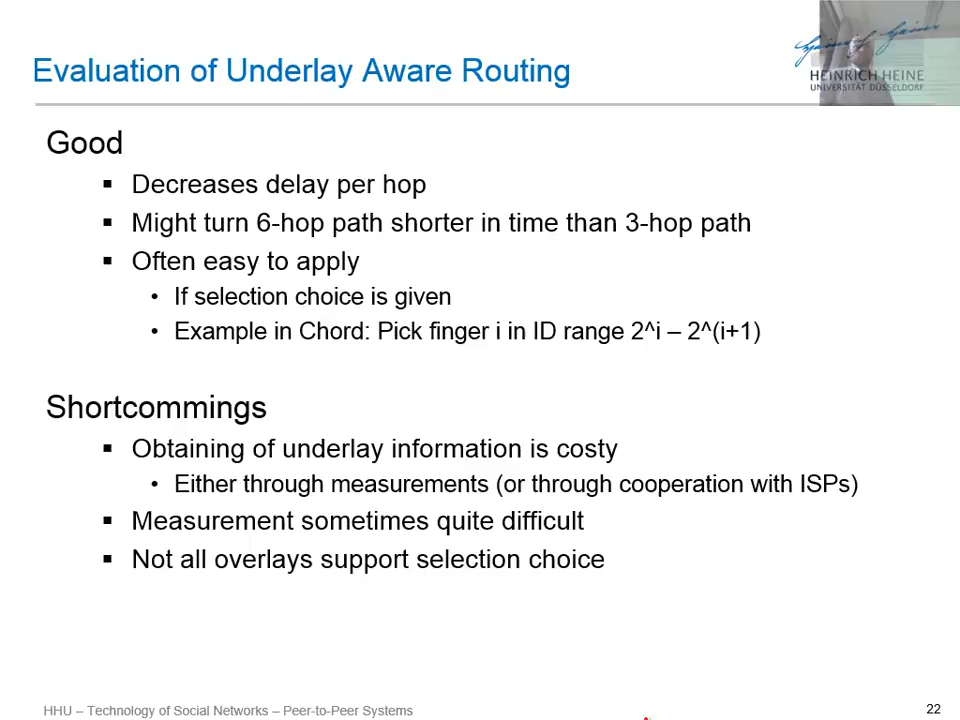 Evaluation of Underlay Aware Routing
HEINRICH HEINE
UNIVERSITÄT DÜSSELDORF
Good
▪ Decreases delay per hop
▪ Might turn 6-hop path shorter in time than 3-hop path
▪ Often easy to apply
• If selection choice is given
• Example in Chord: Pick finger i in ID range 2^i – 2^(i+1)
Shortcommings
▪ Obtaining of underlay information is costy
• Either through measurements (or through cooperation with ISPs)
▪ Measurement sometimes quite difficult
▪ Not all overlays support selection choice
HHU – Technology of Social Networks – Peer-to-Peer Systems
22